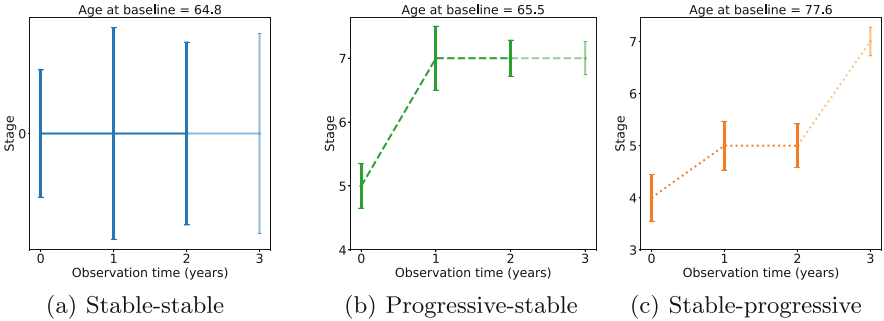 Age at baseline = 64.8
Stage
0
0 1 2 3
Observation time (years)
(a) Stable-stable
Age at baseline = 65.5
Stage
7
6
5
4
0 1 2 3
Observation time (years)
(b) Progressive-stable
Age at baseline = 77.6
Stage
7
6
5
4
3
0 1 2 3
Observation time (years)
(c) Stable-progressive